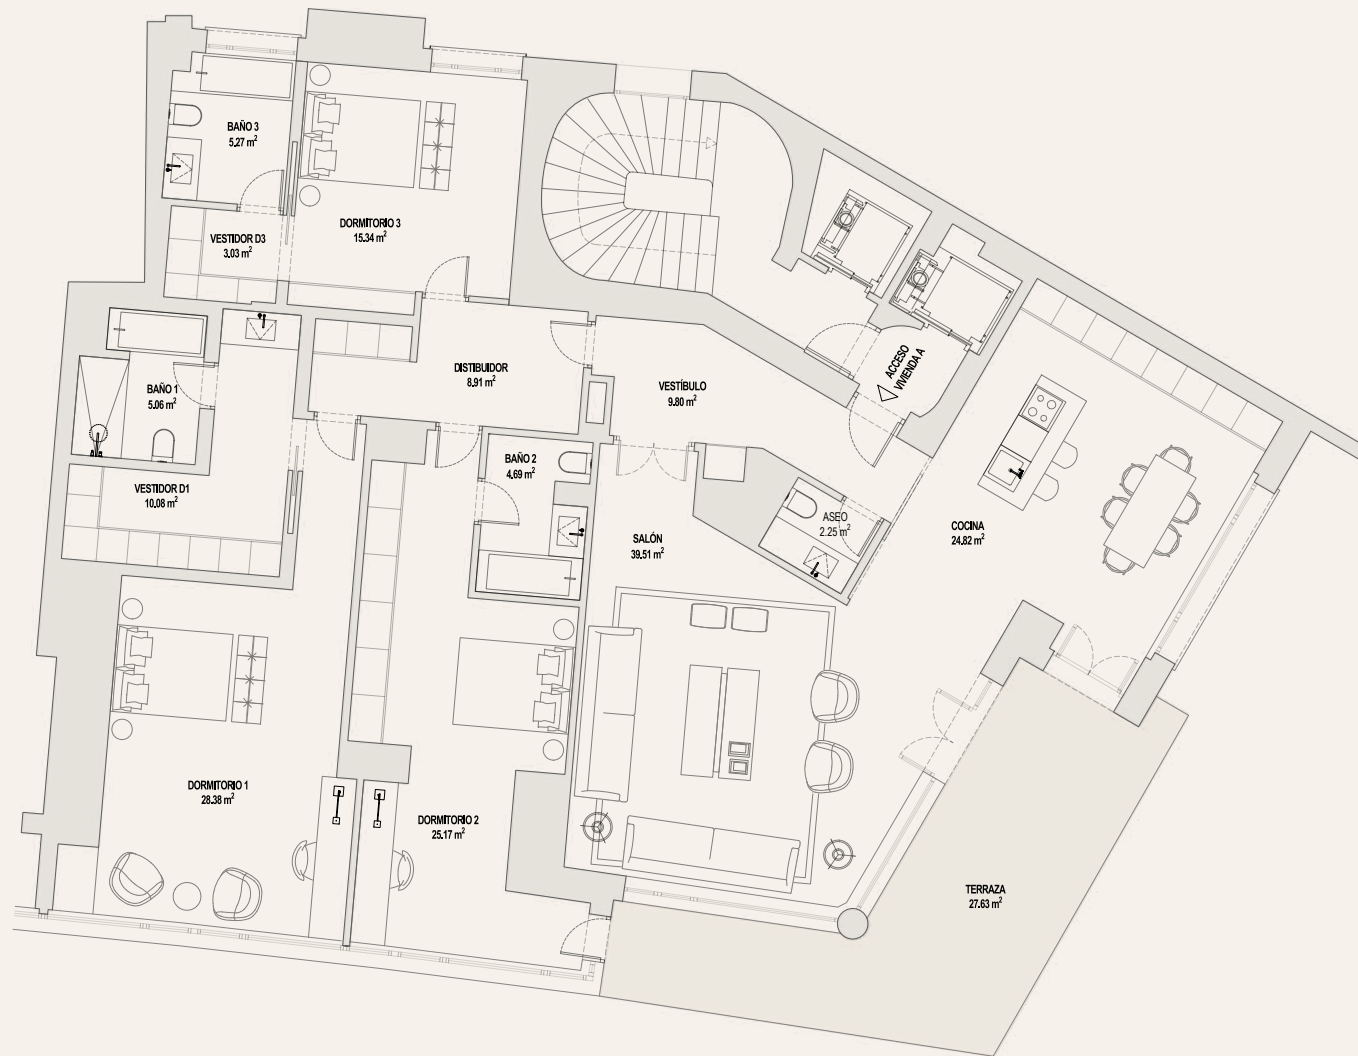 BAÑO 3
5.27 m²
DORMITORIO 3
15.34 m²
VESTIDOR D3
3.03 m²
DISTIBUIDOR
8.91 m²
VESTÍBULO
9.80 m²
ACCESO
VIVIENDA A
BAÑO 1
5.06 m²
BAÑO 2
4.69 m²
VESTIDOR D1
10.08 m²
SALÓN
39.51 m²
ASEO
2.25 m²
COCINA
24.82 m²
DORMITORIO 1
28.38 m²
DORMITORIO 2
25.17 m²
TERRAZA
27.63 m²